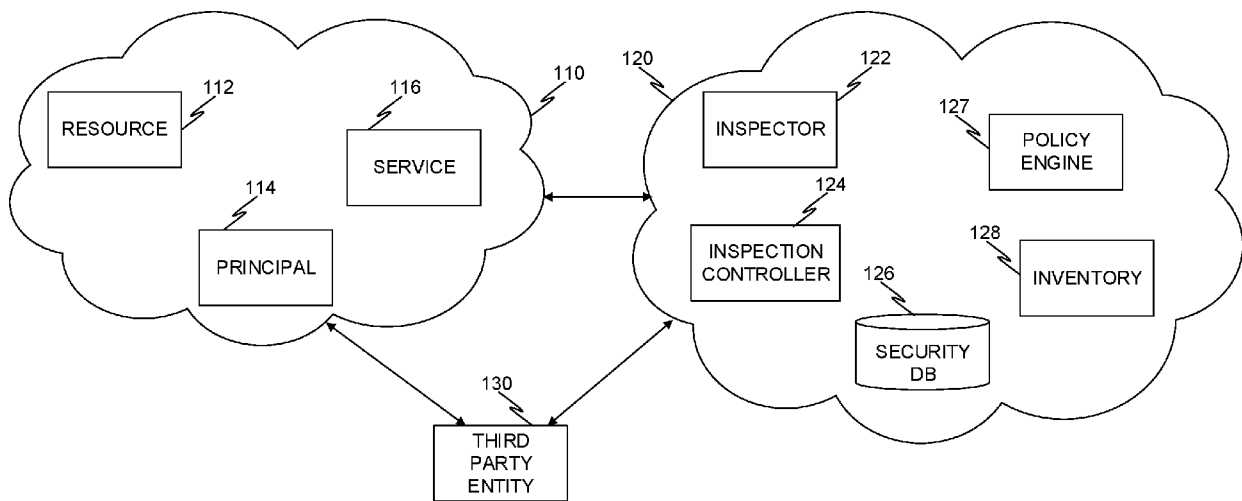 110
112
RESOURCE
116
SERVICE
114
PRINCIPAL
120
122
INSPECTOR
127
POLICY
ENGINE
124
INSPECTION
CONTROLLER
128
INVENTORY
126
SECURITY
DB
130
THIRD
PARTY
ENTITY